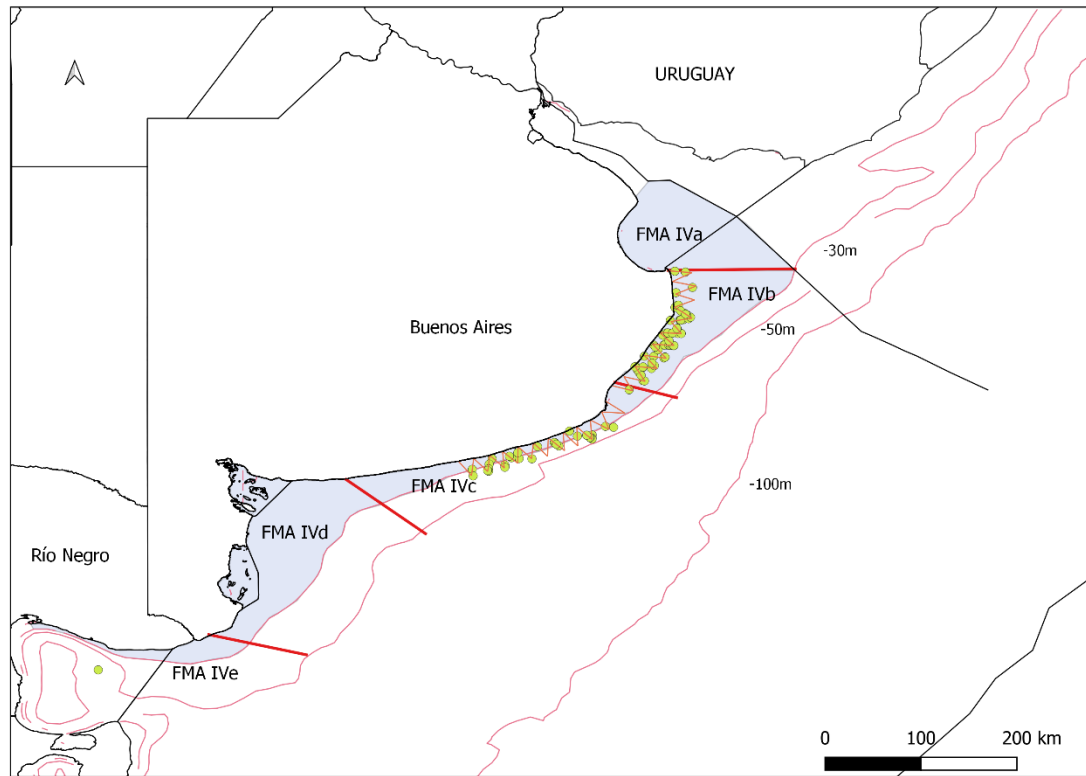 URUGUAY
FMA IVa
-30m
FMA IVb
Buenos Aires
-50m
FMA IVc
-100m
FMA IVd
Río Negro
FMA IVe
0 100 200 km